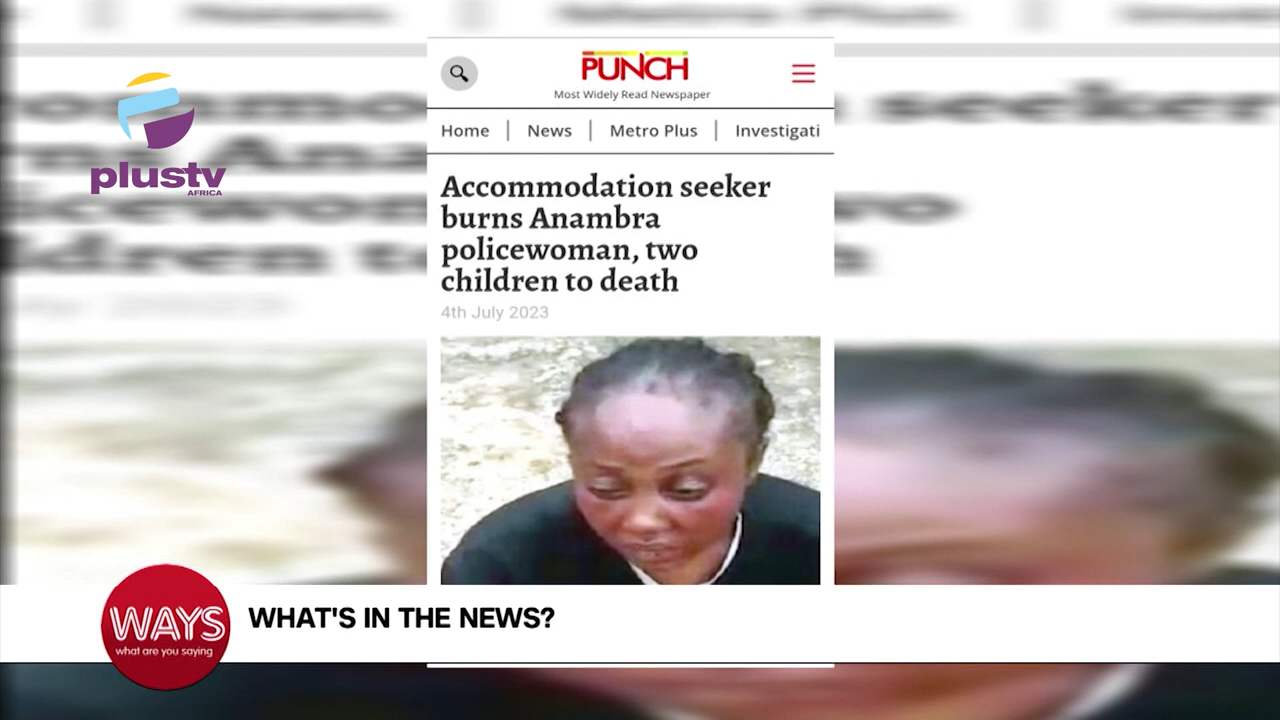 plustv
AFRICA
PUNCH
Most Widely Read Newspaper
Home | News | Metro Plus | Investigati
Accommodation seeker
burns Anambra
policewoman, two
children to death
4th July 2023
WAYS
what are you saying
WHAT'S IN THE NEWS?